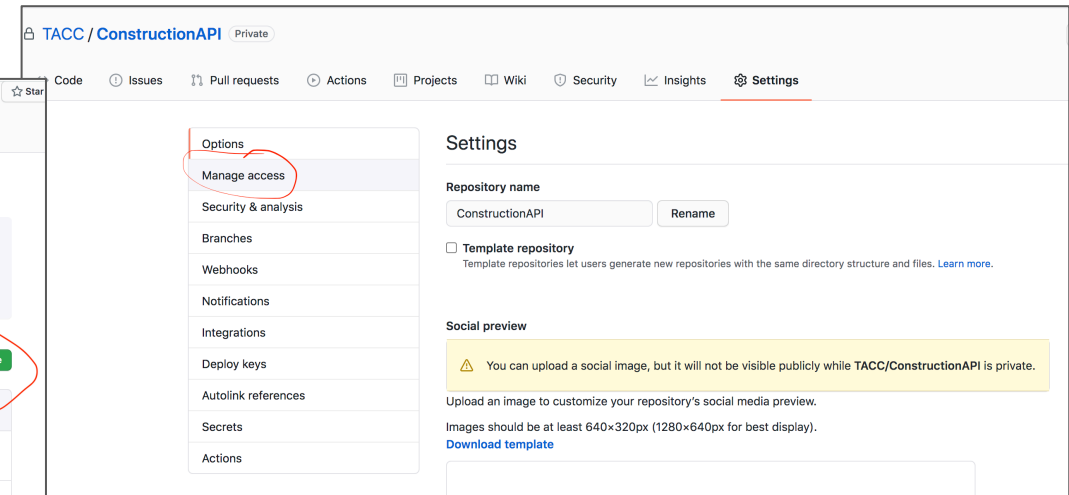 TACC / ConstructionAPI Private
Code Issues Pull requests Actions Projects Wiki Security Insights Settings
Star
Options
Manage access
Security & analysis
Branches
Webhooks
Notifications
Integrations
Deploy keys
Autolink references
Secrets
Actions
Settings
Repository name
ConstructionAPI Rename
Template repository
Template repositories let users generate new repositories with the same directory structure and files. Learn more.
Social preview
You can upload a social image, but it will not be visible publicly while TACC/ConstructionAPI is private.
Upload an image to customize your repository's social media preview.
Images should be at least 640×320px (1280×640px for best display).
Download template